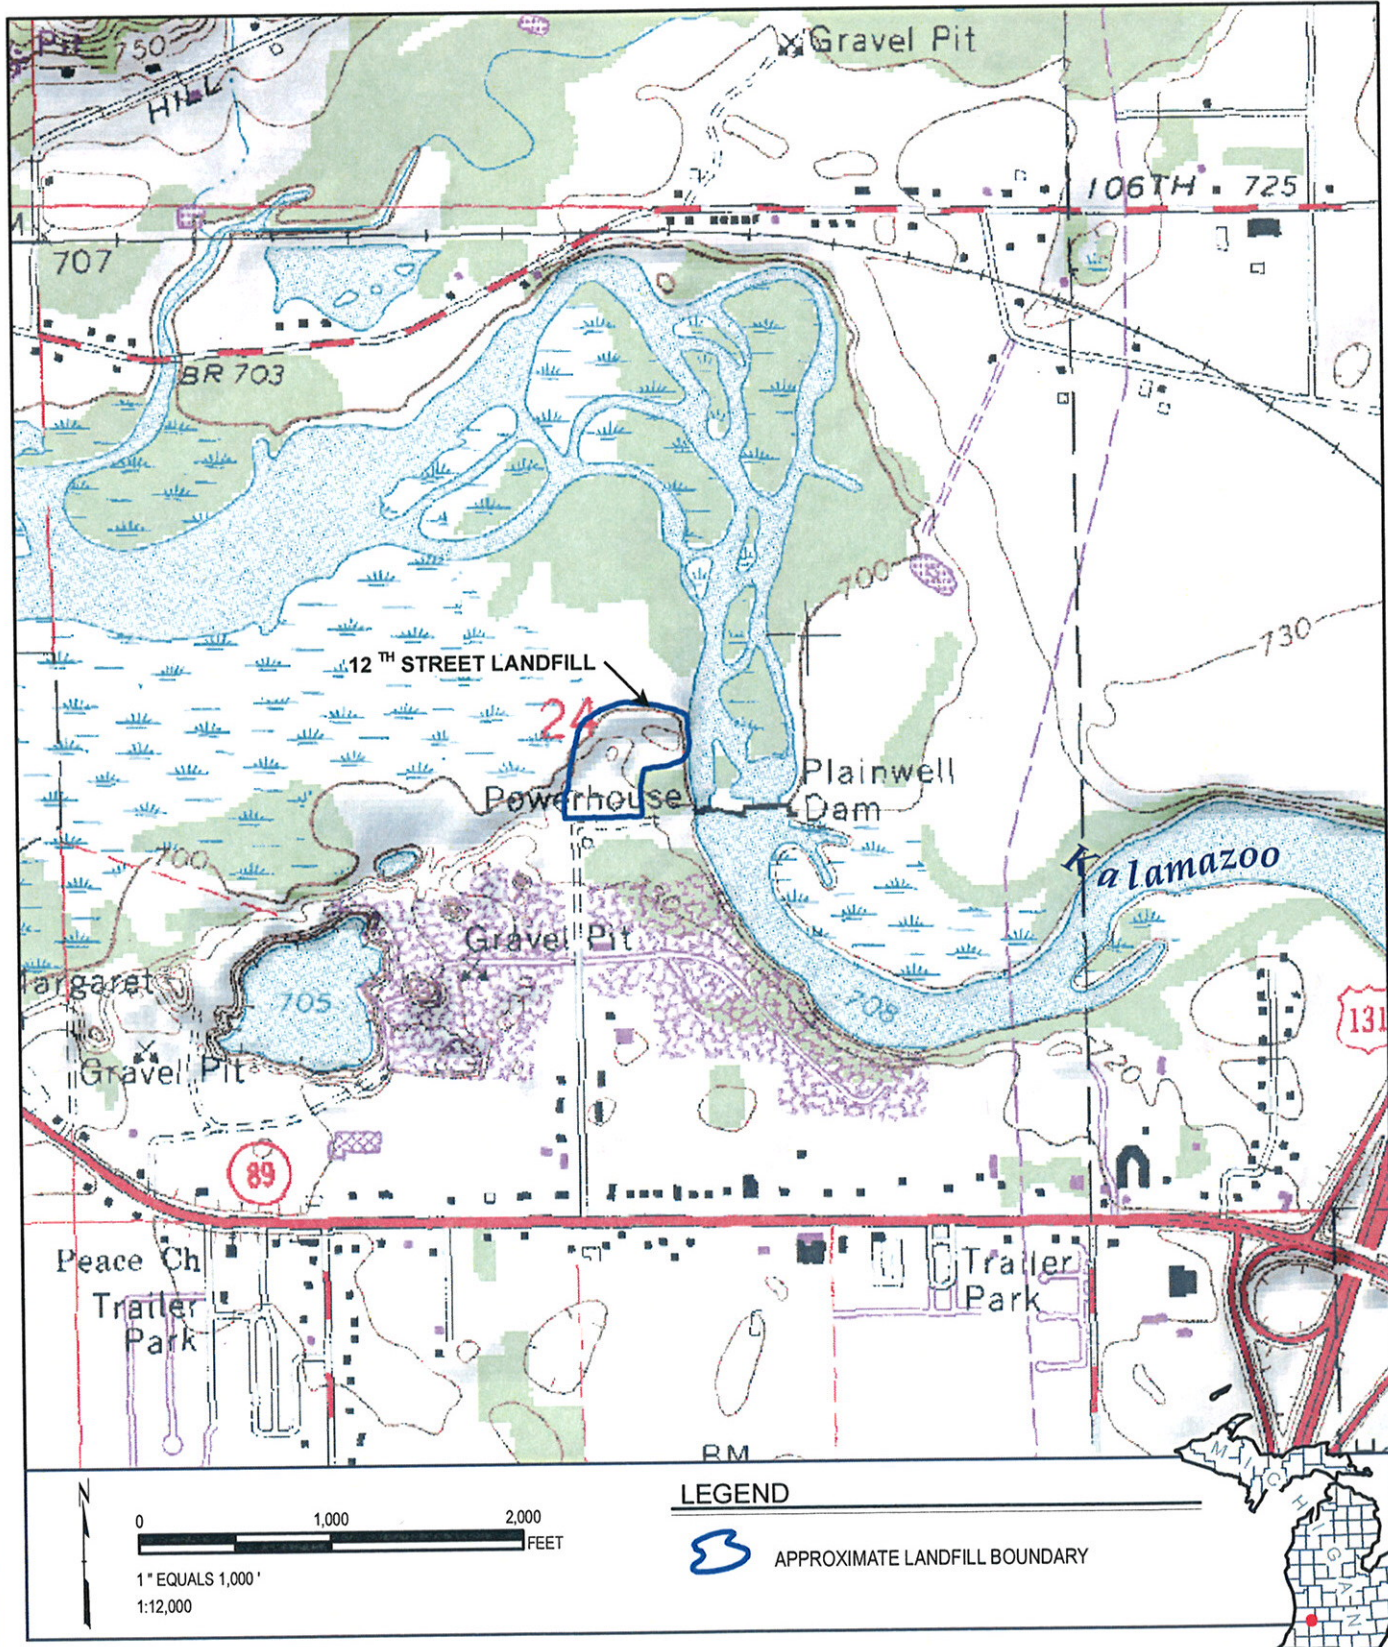 Pit
750
Gravel Pit
HILL
106TH 725
M
707
BR 703
700
730
12 TH STREET LANDFILL
24
Powerhouse
Plainwell
Dam
Kalamazoo
700
Gravel Pit
argaret
705
708
131
Gravel Pit
720
89
Peace Ch
Trailer
Park
Trailer
Park
BM
MICHIGAN
N
0 1,000 2,000
FEET
1 " EQUALS 1,000 '
1:12,000
LEGEND
APPROXIMATE LANDFILL BOUNDARY